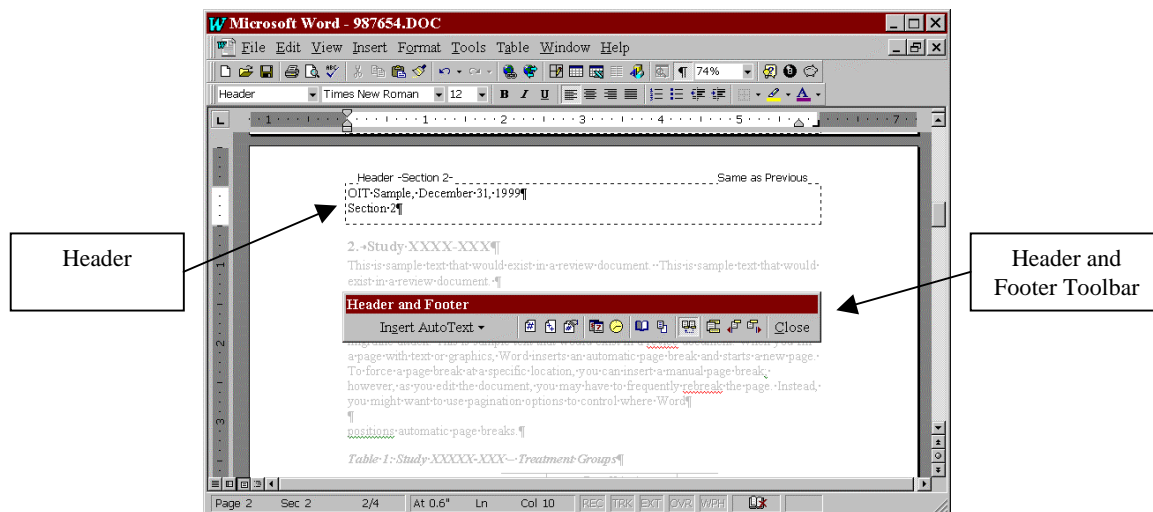 Microsoft Word - 987654.DOC
File Edit View Insert Format Tools Table Window Help
74%
Header Times New Roman 12 B I U A
L 1 1 2 3 4 5 7
Header -Section 2- Same as Previous
OIT·Sample,·December·31,·1999¶
Section·2¶
Header
Header and
Footer Toolbar
2.→Study·XXXX-XXX¶
This·is·sample·text·that·would·exist·in·a·review·document.··This·is·sample·text·that·would·
exist·in·a·review·document.·¶
Header and Footer
Insert AutoText Close
a·page·with·text·or·graphics,·Word·inserts·an·automatic·page·break·and·starts·a·new·page.·
To·force·a·page·break·at·a·specific·location,·you·can·insert·a·manual·page·break;·
however,·as·you·edit·the·document,·you·may·have·to·frequently·rebreak·the·page.·Instead,·
you·might·want·to·use·pagination·options·to·control·where·Word¶
¶
positions·automatic·page·breaks.¶
Table·1:·Study·XXXXX-XXX·–·Treatment·Groups¶
Page 2 Sec 2 2/4 At 0.6" Ln Col 10 REC TRK EXT OVR WPH